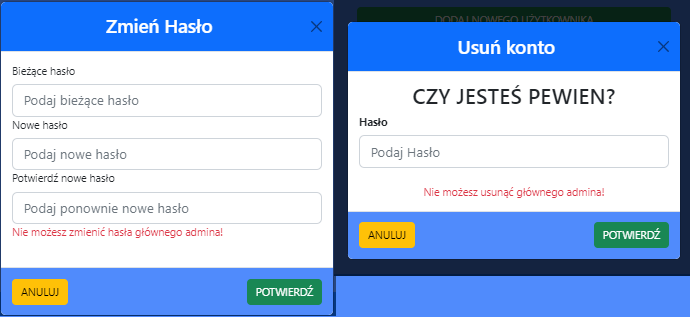 Zmień Hasło
Bieżące hasło
Podaj bieżące hasło
Nowe hasło
Podaj nowe hasło
Potwierdź nowe hasło
Podaj ponownie nowe hasło
Nie możesz zmienić hasła głównego admina!
ANULUJ
POTWIERDŹ
DODAJ NOWEGO UŻYTKOWNIKA
Usuń konto
CZY JESTEŚ PEWIEN?
Hasło
Podaj Hasło
Nie możesz usunąć głównego admina!
ANULUJ
POTWIERDŹ